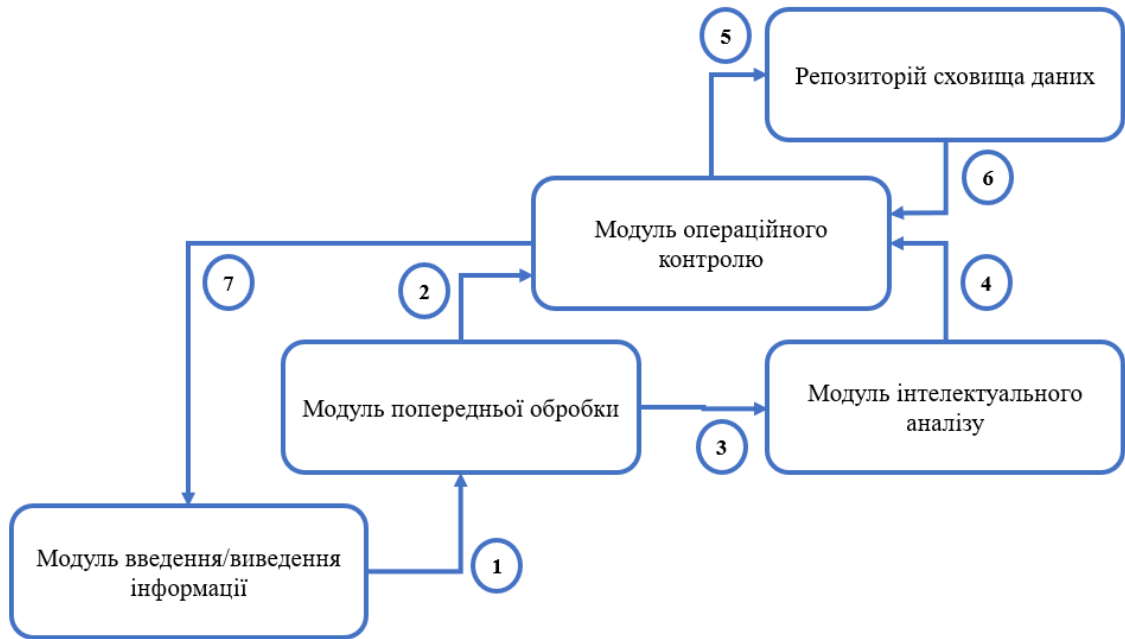 5
Репозиторій сховища даних
6
Модуль операційного
контролю
7
2
4
Модуль попередньої обробки
Модуль інтелектуального
аналізу
3
Модуль введення/виведення
інформації
1